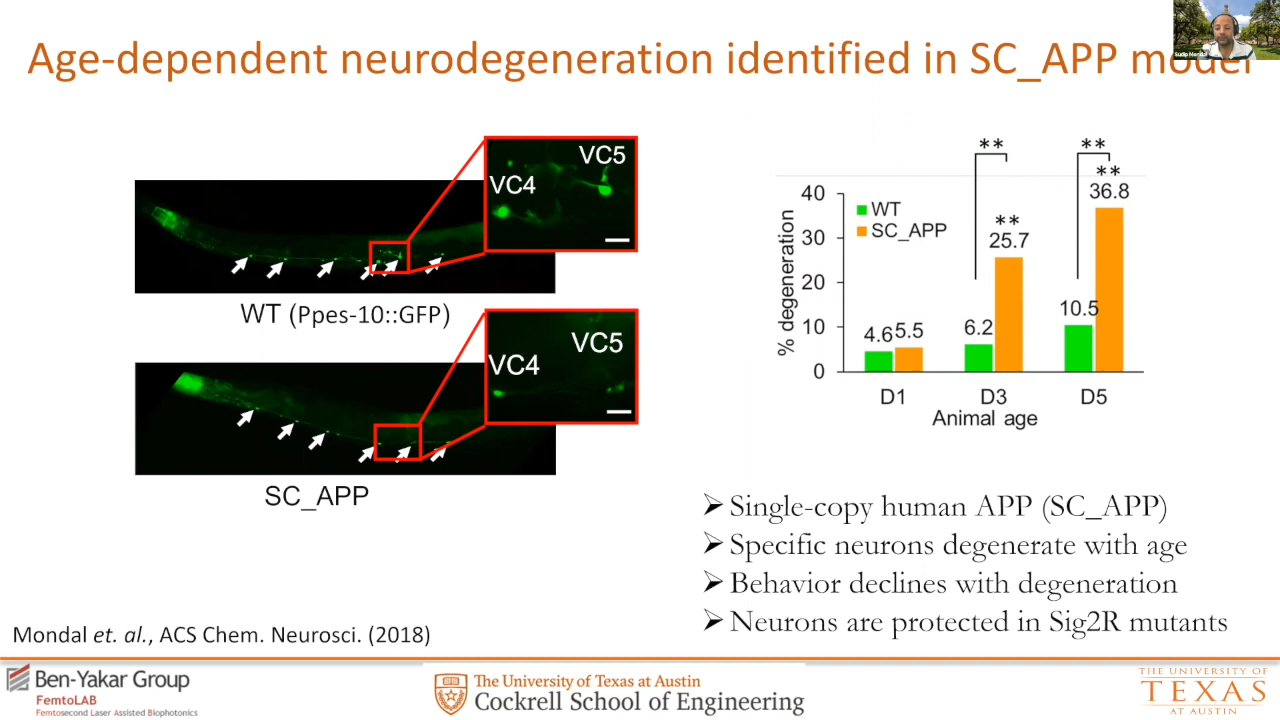 Age-dependent neurodegeneration identified in SC_APP model
Sudip Mondal
VC5
VC4
WT (Ppes-10::GFP)
VC5
VC4
SC_APP
** **
**
40 36.8
WT
SC_APP
**
30
25.7
20
10 10.5
4.6 5.5 6.2
0
% degeneration
D1 D3 D5
Animal age
➢ Single-copy human APP (SC_APP)
➢ Specific neurons degenerate with age
➢ Behavior declines with degeneration
➢ Neurons are protected in Sig2R mutants
Mondal et. al., ACS Chem. Neurosci. (2018)
Ben-Yakar Group
FemtoLAB
Femtosecond Laser Assisted Biophotonics
The University of Texas at Austin
Cockrell School of Engineering
THE UNIVERSITY OF
TEXAS
AT AUSTIN